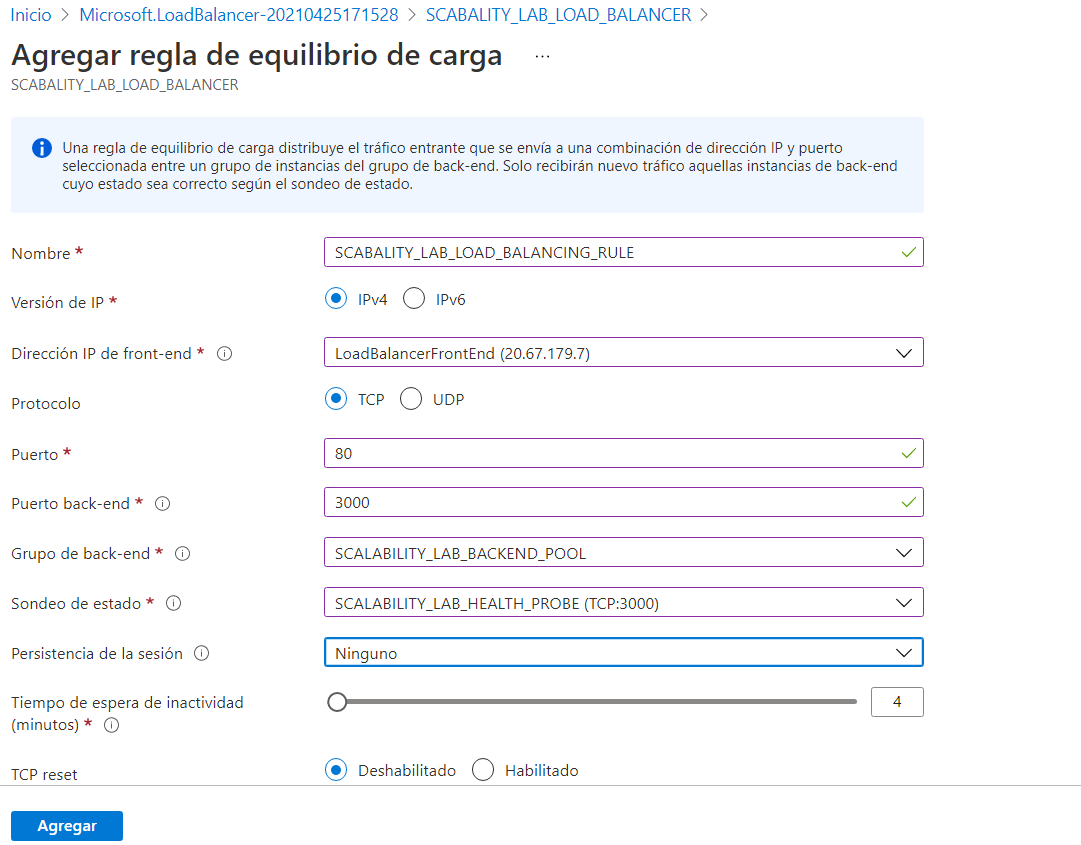 Inicio > Microsoft.LoadBalancer-20210425171528 > SCABALITY_LAB_LOAD_BALANCER >
Agregar regla de equilibrio de carga ...
SCABALITY_LAB_LOAD_BALANCER
Una regla de equilibrio de carga distribuye el tráfico entrante que se envía a una combinación de dirección IP y puerto
seleccionada entre un grupo de instancias del grupo de back-end. Solo recibirán nuevo tráfico aquellas instancias de back-end
cuyo estado sea correcto según el sondeo de estado.
Nombre * SCABALITY_LAB_LOAD_BALANCING_RULE
Versión de IP * IPv4 IPv6
Dirección IP de front-end * LoadBalancerFrontEnd (20.67.179.7)
Protocolo TCP UDP
Puerto * 80
Puerto back-end * 3000
Grupo de back-end * SCALABILITY_LAB_BACKEND_POOL
Sondeo de estado * SCALABILITY_LAB_HEALTH_PROBE (TCP:3000)
Persistencia de la sesión Ninguno
Tiempo de espera de inactividad
(minutos) * 4
TCP reset Deshabilitado Habilitado
Agregar